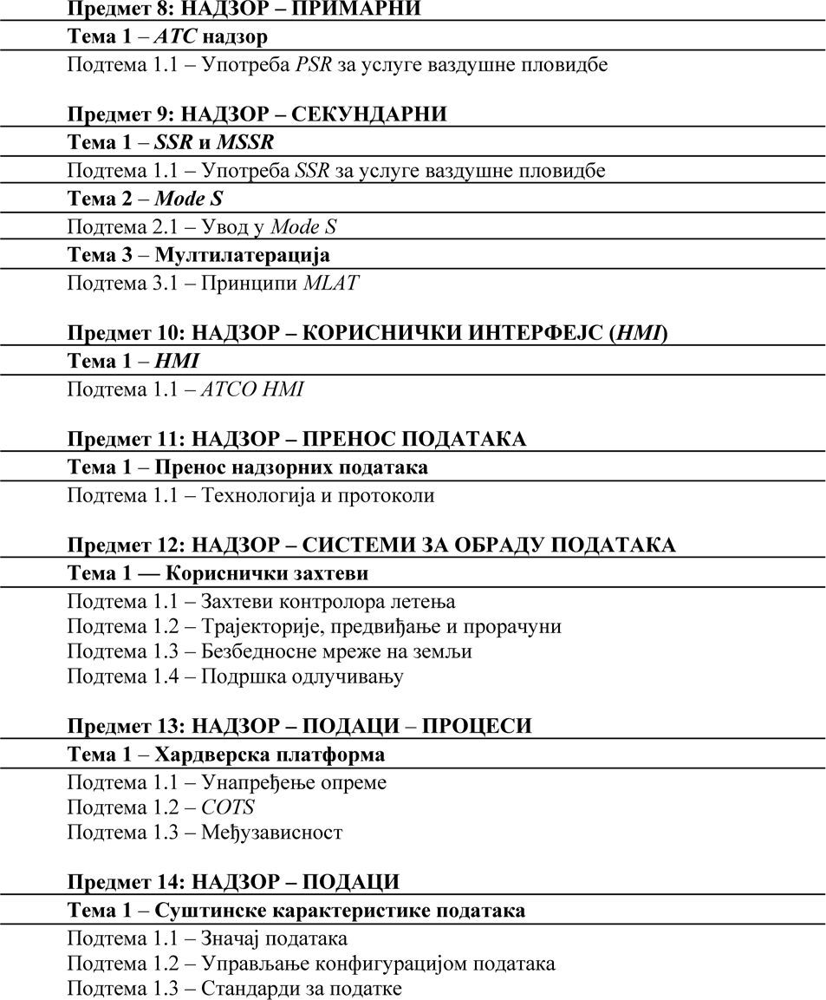 Предмет 8: НАДЗОР – ПРИМАРНИ
Тема 1 – ATC надзор
Подтема 1.1 – Употреба PSR за услуге ваздушне пловидбе
Предмет 9: НАДЗОР – СЕКУНДАРНИ
Тема 1 – SSR и MSSR
Подтема 1.1 – Употреба SSR за услуге ваздушне пловидбе
Тема 2 – Mode S
Подтема 2.1 – Увод у Mode S
Тема 3 – Мултилатерација
Подтема 3.1 – Принципи MLAT
Предмет 10: НАДЗОР – КОРИСНИЧКИ ИНТЕРФЕЈС (HMI)
Тема 1 – HMI
Подтема 1.1 – ATCO HMI
Предмет 11: НАДЗОР – ПРЕНОС ПОДАТАКА
Тема 1 – Пренос надзорних података
Подтема 1.1 – Технологија и протоколи
Предмет 12: НАДЗОР – СИСТЕМИ ЗА ОБРАДУ ПОДАТАКА
Тема 1 — Кориснички захтеви
Подтема 1.1 – Захтеви контролора летења
Подтема 1.2 – Трајекторије, предвиђање и прорачуни
Подтема 1.3 – Безбедносне мреже на земљи
Подтема 1.4 – Подршка одлучивању
Предмет 13: НАДЗОР – ПОДАЦИ – ПРОЦЕСИ
Тема 1 – Хардверска платформа
Подтема 1.1 – Унапређење опреме
Подтема 1.2 – COTS
Подтема 1.3 – Међузависност
Предмет 14: НАДЗОР – ПОДАЦИ
Тема 1 – Суштинске карактеристике података
Подтема 1.1 – Значај података
Подтема 1.2 – Управљање конфигурацијом података
Подтема 1.3 – Стандарди за податке